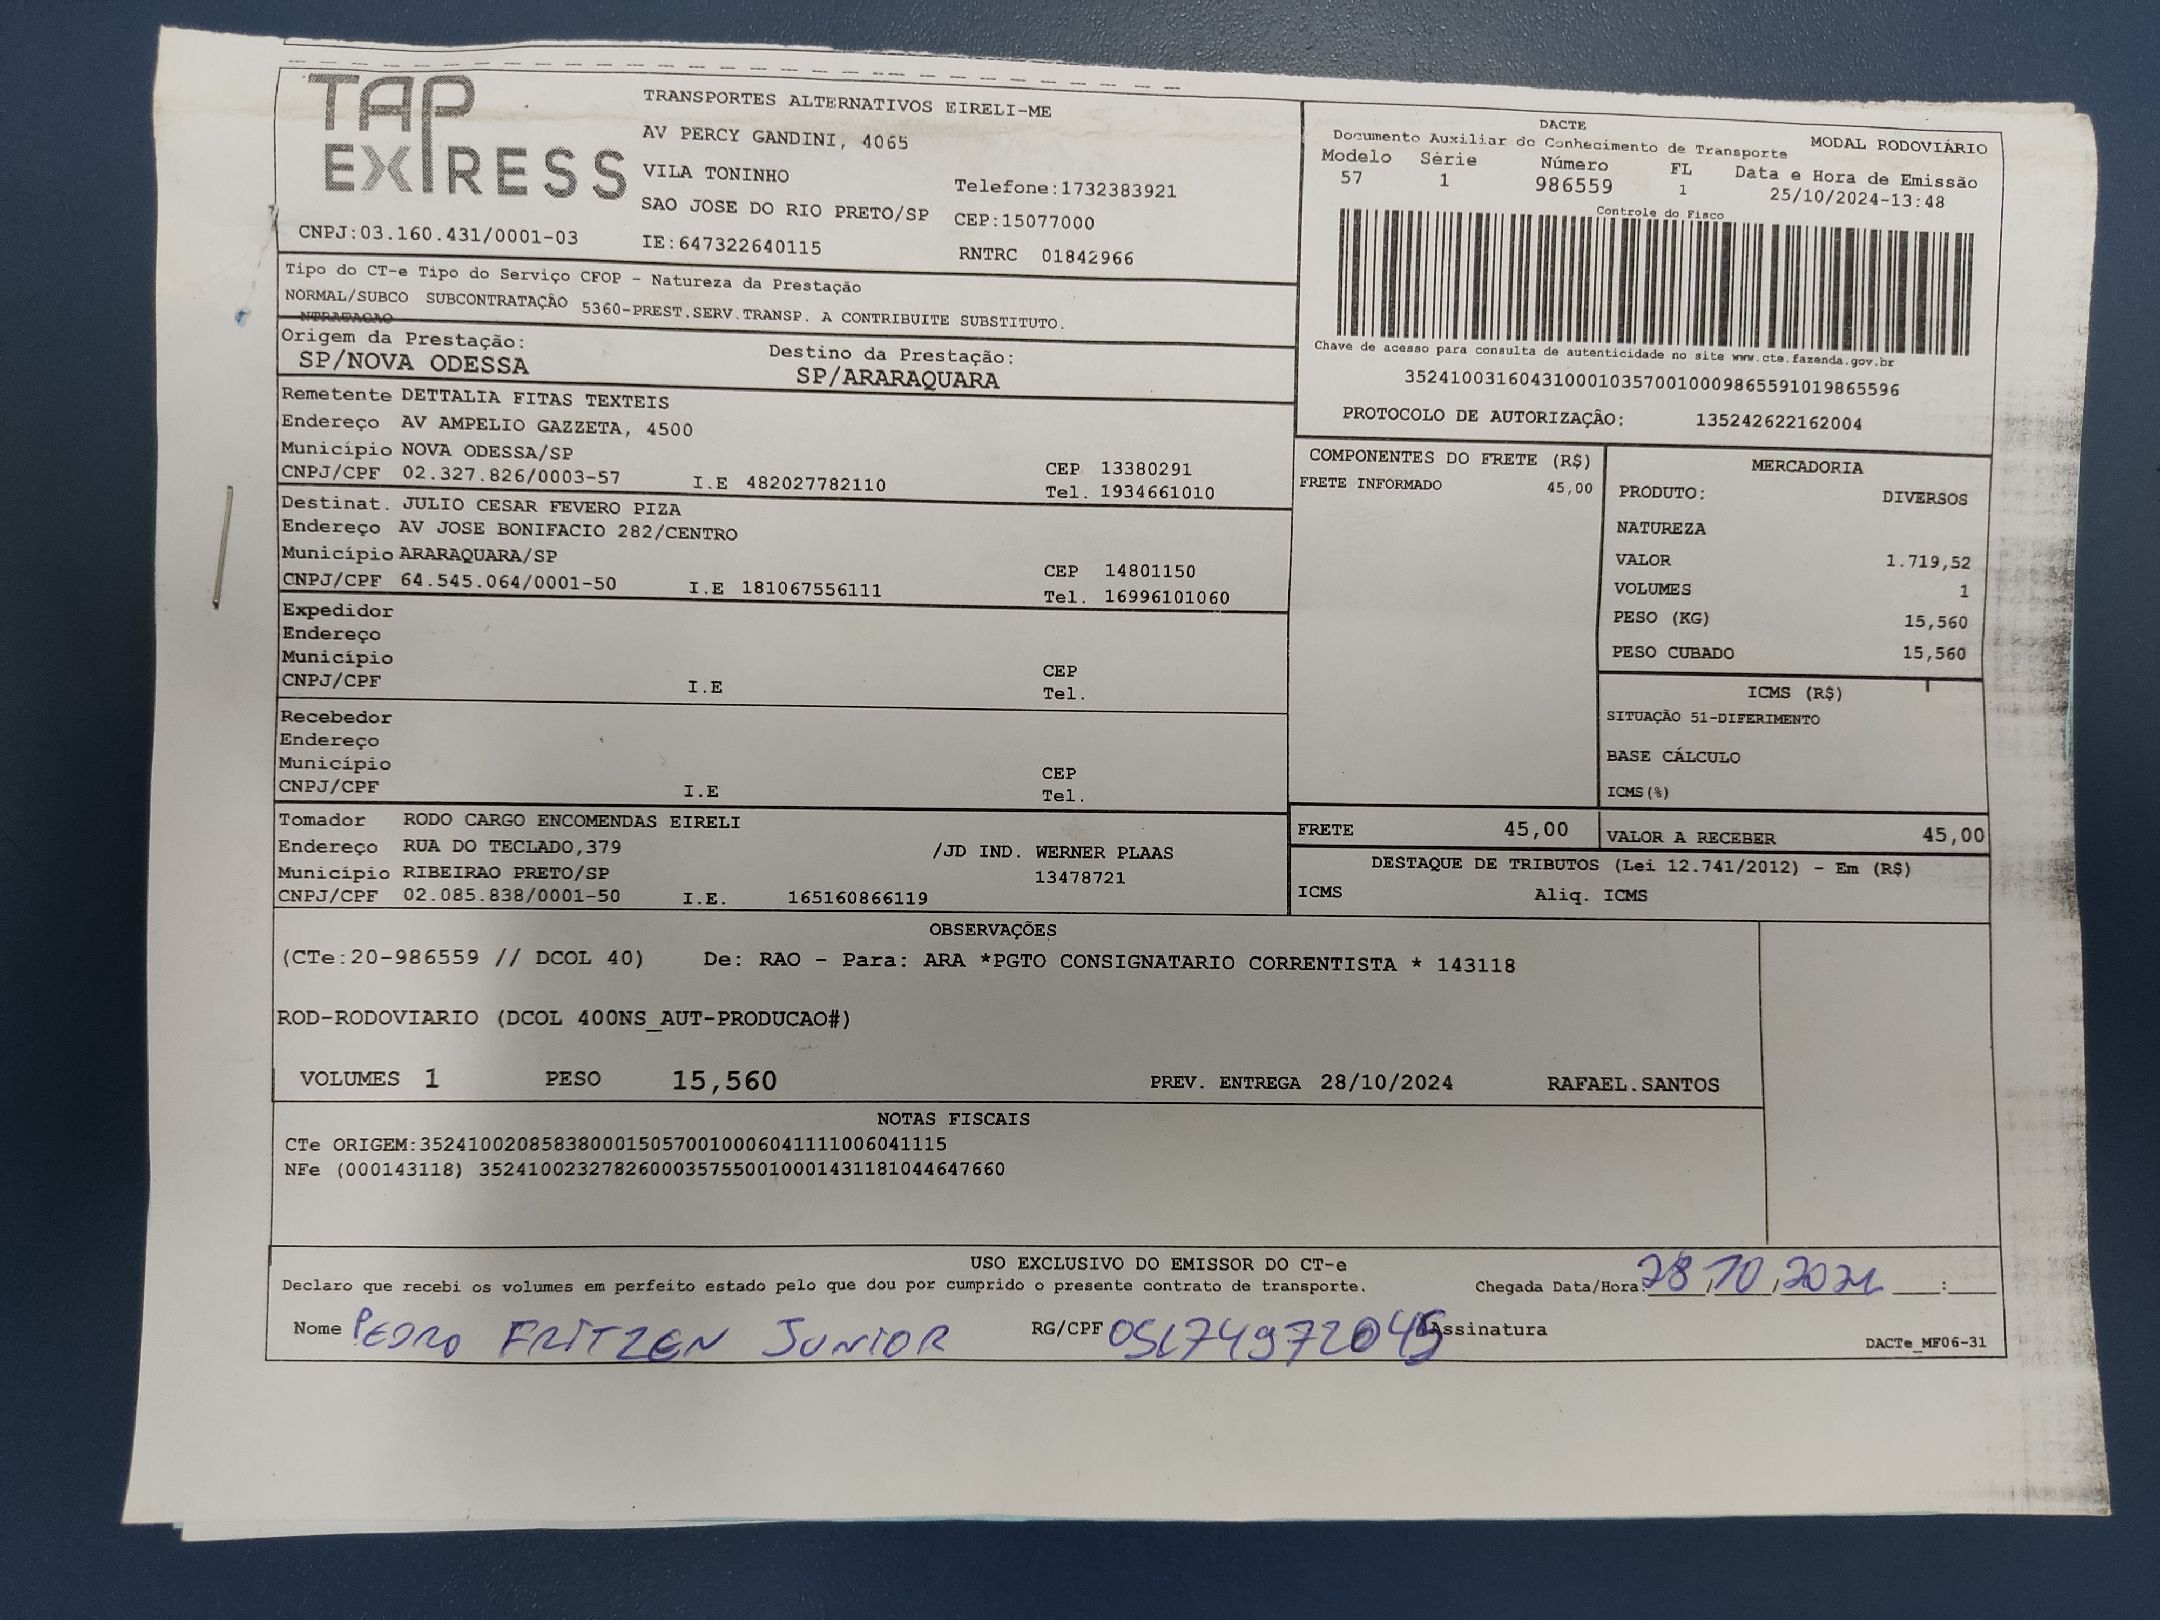 TAP
EXPRESS
TRANSPORTES ALTERNATIVOS EIRELI-ME
AV PERCY GANDINI, 4065
VILA TONINHO
Telefone:1732383921
SAO JOSE DO RIO PRETO/SP CEP:15077000
CNPJ:03.160.431/0001-03 IE:647322640115 RNTRC 01842966
DACTE
Documento Auxiliar do Conhecimento de Transporte MODAL RODOVIÁRIO
Modelo Série Número FL Data e Hora de Emissão
57 1 986559 1 25/10/2024-13:48
Controle do Fisco
Chave de acesso para consulta de autenticidade no site www.cte.fazenda.gov.br
35241003160431000103570010009865591019865596
PROTOCOLO DE AUTORIZAÇÃO: 135242622162004
Tipo do CT-e Tipo do Serviço CFOP - Natureza da Prestação
NORMAL/SUBCO SUBCONTRATAÇÃO 5360-PREST.SERV.TRANSP. A CONTRIBUITE SUBSTITUTO.
NTRATACAO
Origem da Prestação: Destino da Prestação:
SP/NOVA ODESSA SP/ARARAQUARA
Remetente DETTALIA FITAS TEXTEIS
Endereço AV AMPELIO GAZZETA, 4500
Município NOVA ODESSA/SP CEP 13380291
CNPJ/CPF 02.327.826/0003-57 I.E 482027782110 Tel. 1934661010
Destinat. JULIO CESAR FEVERO PIZA
Endereço AV JOSE BONIFACIO 282/CENTRO
Município ARARAQUARA/SP CEP 14801150
CNPJ/CPF 64.545.064/0001-50 I.E 181067556111 Tel. 16996101060
Expedidor
Endereço
Município CEP
CNPJ/CPF I.E Tel.
Recebedor
Endereço
Município CEP
CNPJ/CPF I.E Tel.
Tomador RODO CARGO ENCOMENDAS EIRELI
Endereço RUA DO TECLADO,379 /JD IND. WERNER PLAAS
Município RIBEIRAO PRETO/SP 13478721
CNPJ/CPF 02.085.838/0001-50 I.E. 165160866119
COMPONENTES DO FRETE (R$)
FRETE INFORMADO 45,00
MERCADORIA
PRODUTO: DIVERSOS
NATUREZA
VALOR 1.719,52
VOLUMES 1
PESO (KG) 15,560
PESO CUBADO 15,560
ICMS (R$)
SITUAÇÃO 51-DIFERIMENTO
BASE CÁLCULO
ICMS(%)
FRETE 45,00 VALOR A RECEBER 45,00
DESTAQUE DE TRIBUTOS (Lei 12.741/2012) - Em (R$)
ICMS Aliq. ICMS
OBSERVAÇÕES
(CTe:20-986559 // DCOL 40) De: RAO - Para: ARA *PGTO CONSIGNATARIO CORRENTISTA * 143118
ROD-RODOVIARIO (DCOL 400NS_AUT-PRODUCAO#)
VOLUMES 1 PESO 15,560 PREV. ENTREGA 28/10/2024 RAFAEL.SANTOS
NOTAS FISCAIS
CTe ORIGEM:35241002085838000150570010006041111006041115
NFe (000143118) 35241002327826000357550010001431181044647660
USO EXCLUSIVO DO EMISSOR DO CT-e
Declaro que recebi os volumes em perfeito estado pelo que dou por cumprido o presente contrato de transporte. Chegada Data/Hora: 28/10/2024 :
Nome PEDRO FRITZEN JUNIOR RG/CPF Assinatura
DACTe_MF06-31